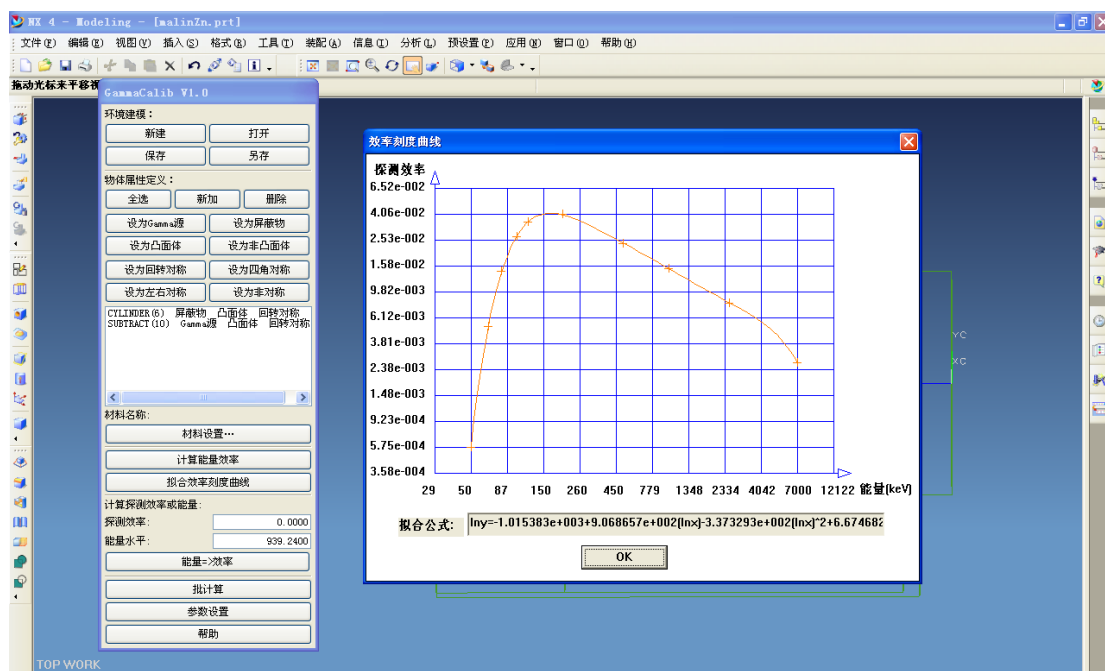 NX 4 - Modeling - [malinZn.prt]
文件(F) 编辑(E) 视图(V) 插入(S) 格式(R) 工具(T) 装配(A) 信息(I) 分析(L) 预设置(P) 应用(N) 窗口(O) 帮助(H)
拖动光标来平移视
GammaCalib V1.0
环境建模：
新建 打开
保存 另存
物体属性定义：
全选 新加 删除
设为Gamma源 设为屏蔽物
设为凸面体 设为非凸面体
设为回转对称 设为四角对称
设为左右对称 设为非对称
CYLINDER(6) 屏蔽物 凸面体 回转对称
SUBTRACT(10) Gamma源 凸面体 回转对称
材料名称:
材料设置…
计算能量效率
拟合效率刻度曲线
计算探测效率或能量:
探测效率: 0.0000
能量水平: 939.2400
能量=>效率
批计算
参数设置
帮助
效率刻度曲线
探测效率
6.52e-002
4.06e-002
2.53e-002
1.58e-002
9.82e-003
6.12e-003
3.81e-003
2.38e-003
1.48e-003
9.23e-004
5.75e-004
3.58e-004
29 50 87 150 260 450 779 1348 2334 4042 7000 12122 能量(keV)
拟合公式: lny=-1.015383e+003+9.068657e+002(lnx)-3.373293e+002(lnx)^2+6.674682
OK
YC
XC
TOP WORK